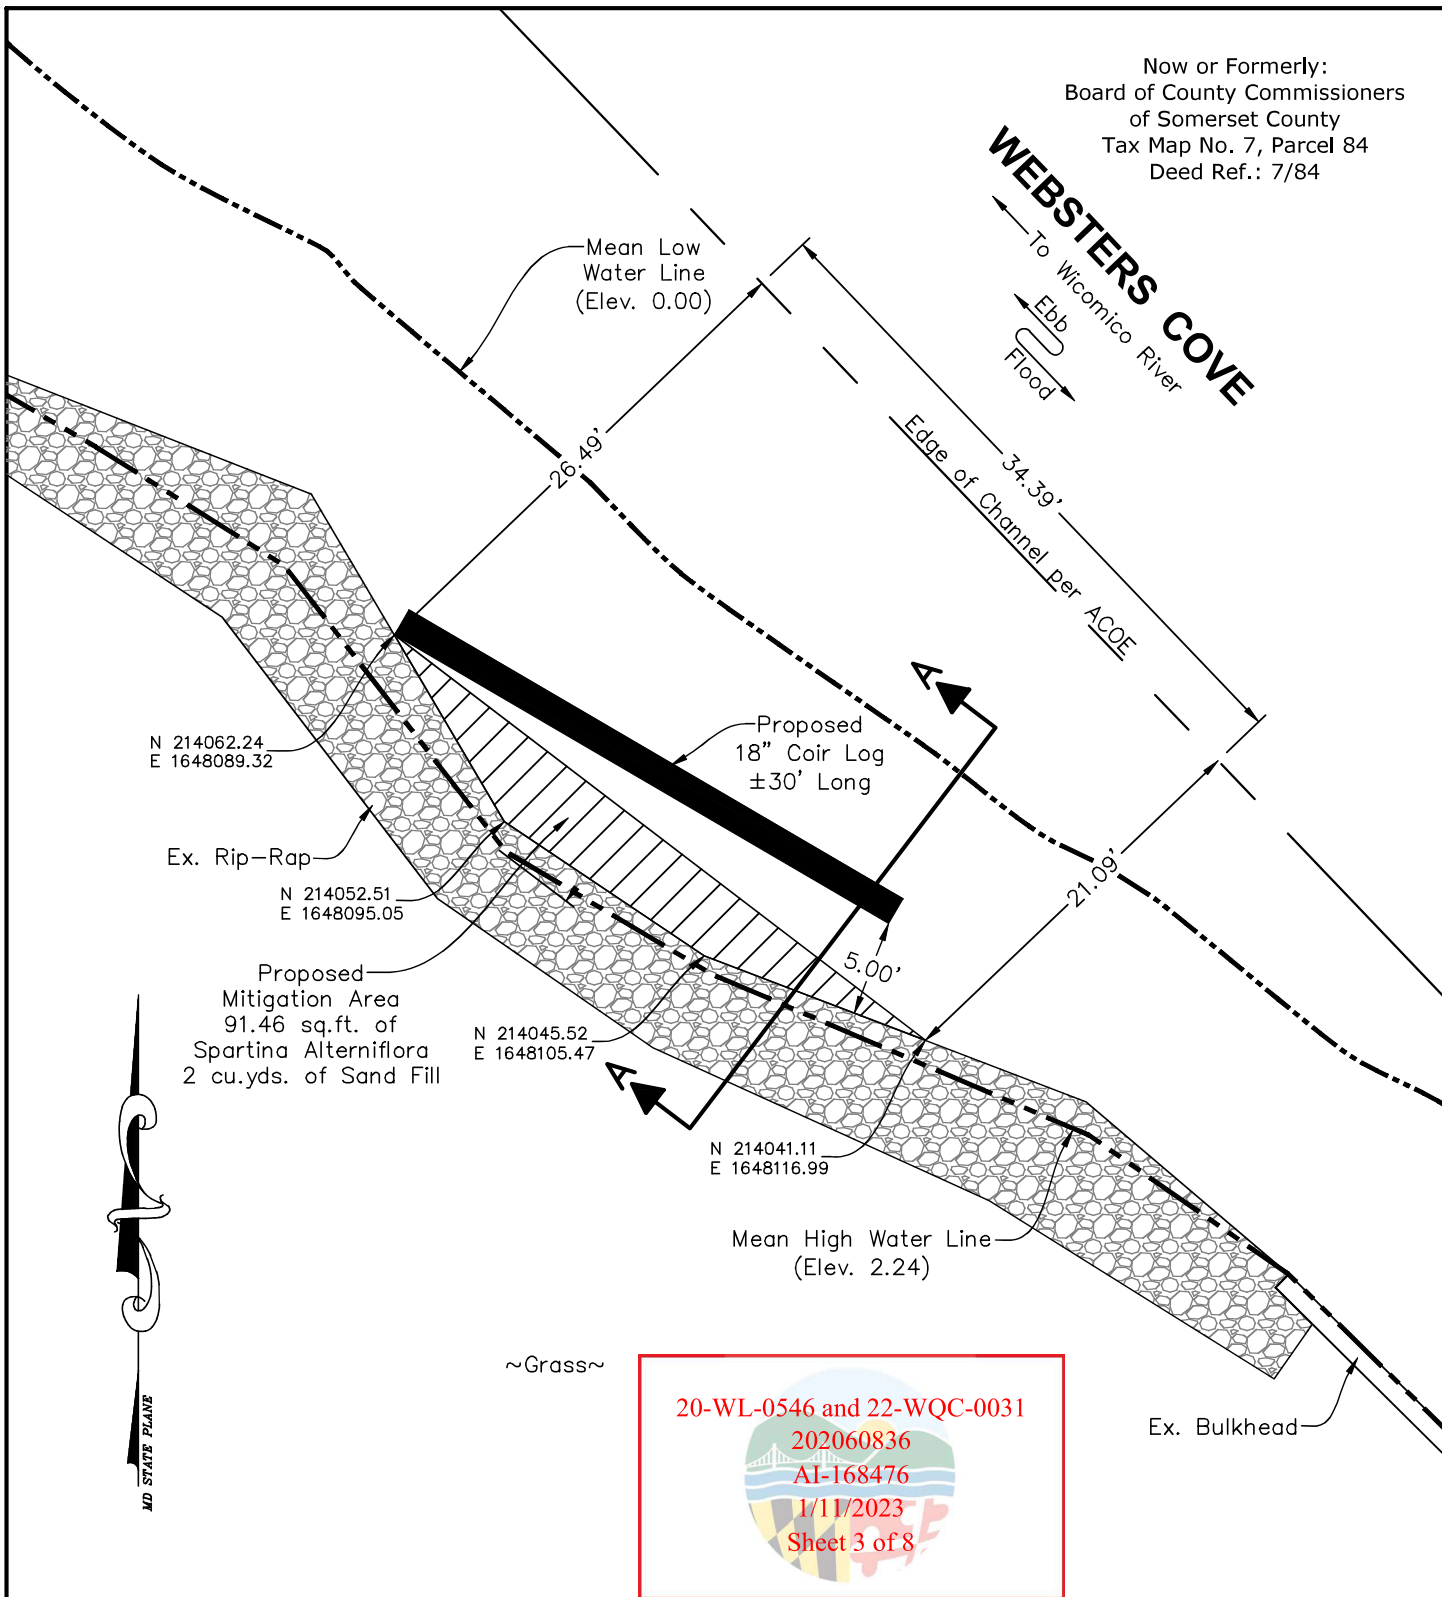 Now or Formerly:
Board of County Commissioners
of Somerset County
Tax Map No. 7, Parcel 84
Deed Ref.: 7/84
WEBSTERS COVE
To Wicomico River
Ebb
Flood
Mean Low
Water Line
(Elev. 0.00)
26.49'
34.39'
Edge of Channel per ACOE
A
Proposed
18" Coir Log
±30' Long
N 214062.24
E 1648089.32
Ex. Rip-Rap
N 214052.51
E 1648095.05
21.09'
5.00'
Proposed
Mitigation Area
91.46 sq.ft. of
Spartina Alterniflora
2 cu.yds. of Sand Fill
N 214045.52
E 1648105.47
A
N 214041.11
E 1648116.99
Mean High Water Line
(Elev. 2.24)
~Grass~
Ex. Bulkhead
MD STATE PLANE
20-WL-0546 and 22-WQC-0031
202060836
AI-168476
1/11/2023
Sheet 3 of 8